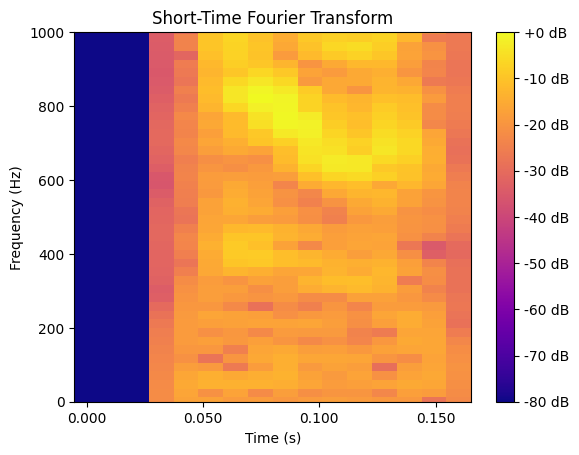 Short-Time Fourier Transform
Frequency (Hz)
1000
800
600
400
200
0
0.000
0.050
0.100
0.150
Time (s)
+0 dB
-10 dB
-20 dB
-30 dB
-40 dB
-50 dB
-60 dB
-70 dB
-80 dB